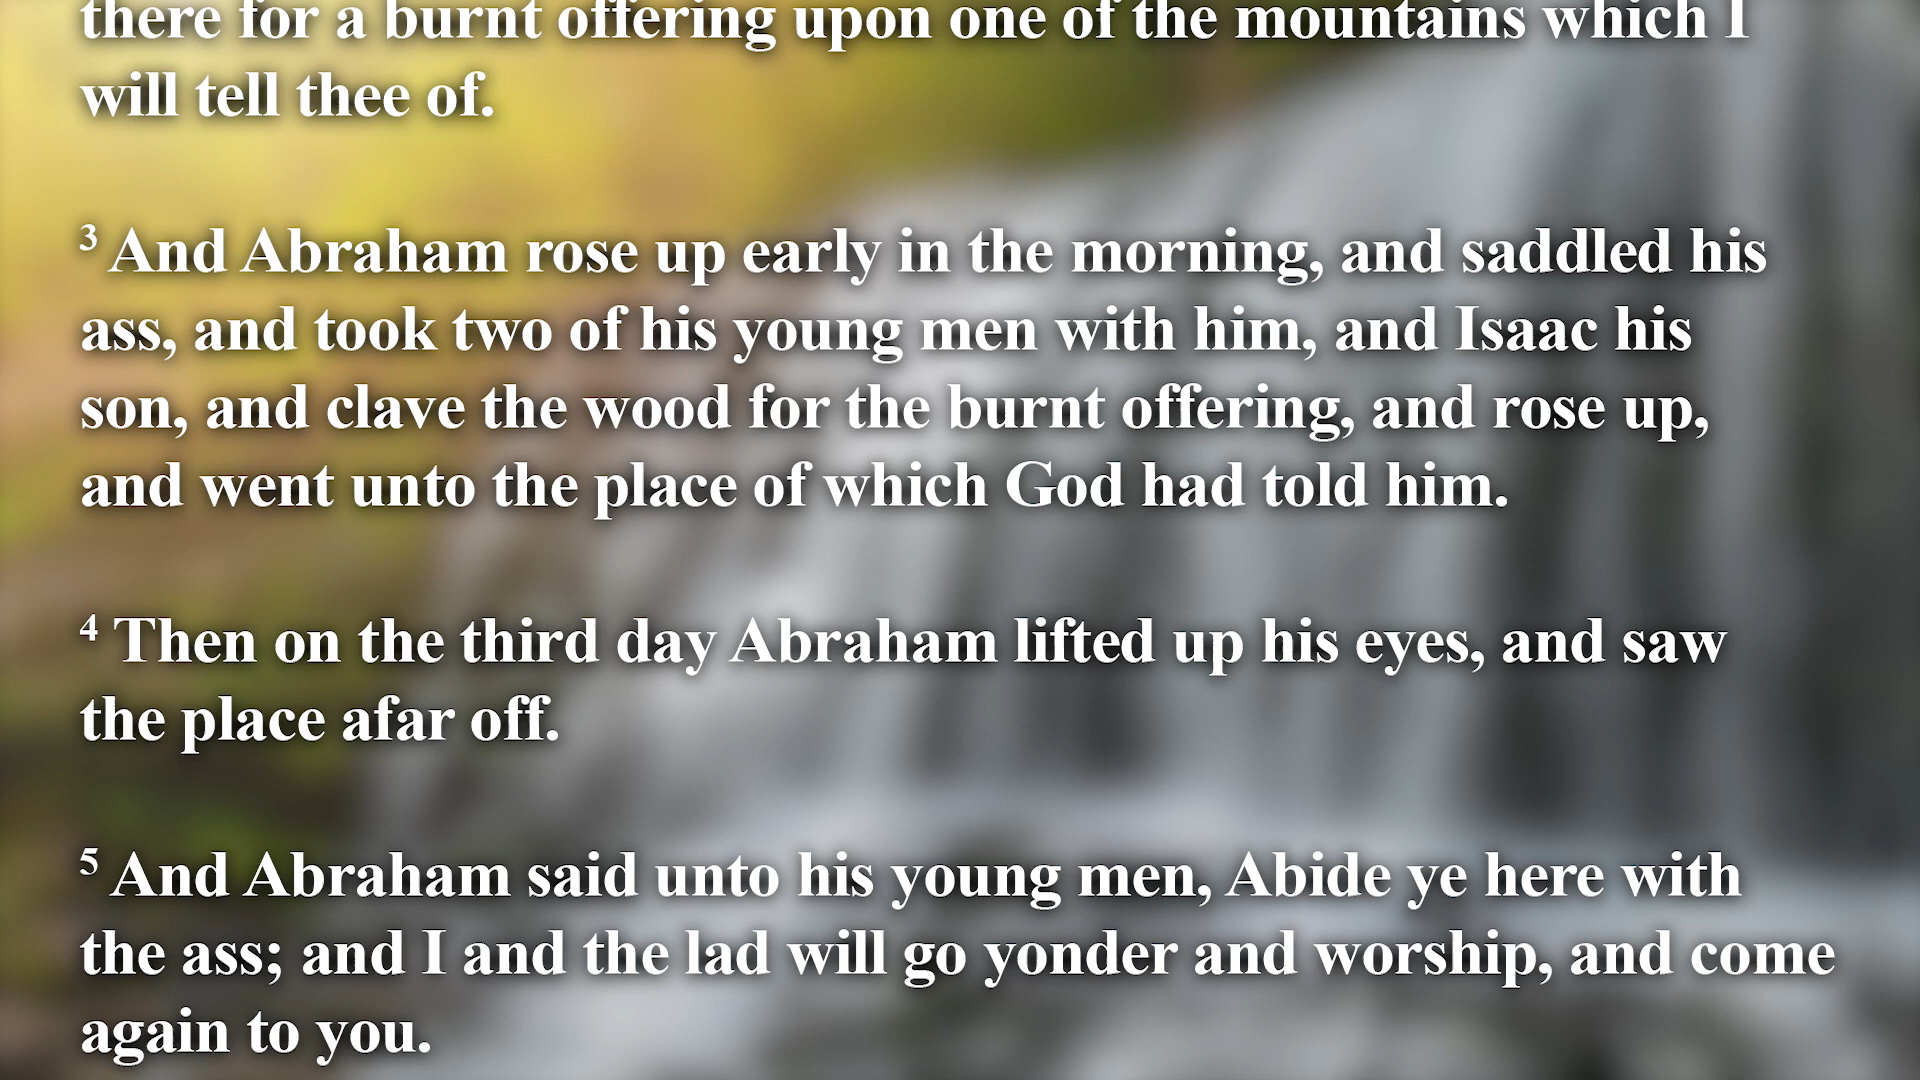 there for a burnt offering upon one of the mountains which I
will tell thee of.
3 And Abraham rose up early in the morning, and saddled his
ass, and took two of his young men with him, and Isaac his
son, and clave the wood for the burnt offering, and rose up,
and went unto the place of which God had told him.
4 Then on the third day Abraham lifted up his eyes, and saw
the place afar off.
5 And Abraham said unto his young men, Abide ye here with
the ass; and I and the lad will go yonder and worship, and come
again to you.